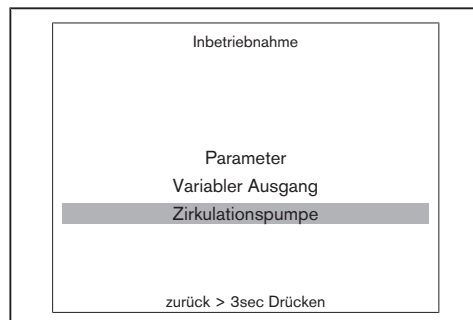 Inbetriebnahme
Parameter
Variabler Ausgang
Zirkulationspumpe
zurück > 3sec Drücken